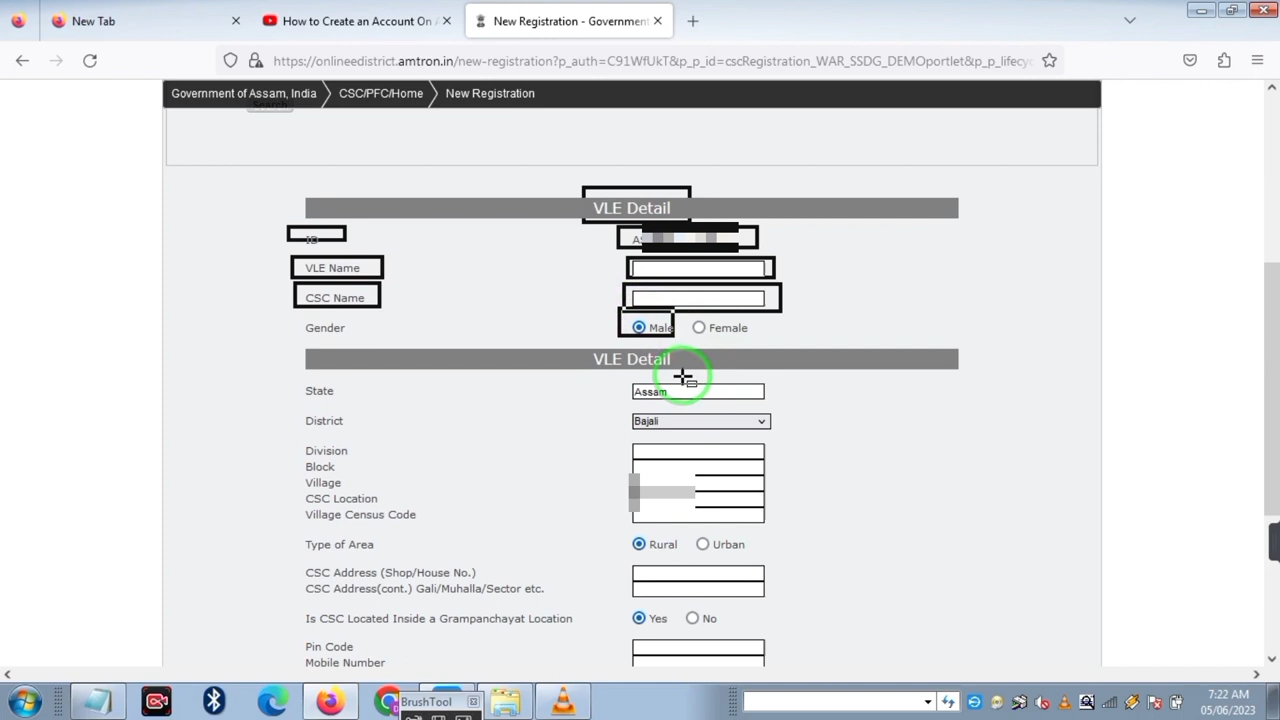 New Tab
How to Create an Account On A
New Registration - Government
https://onlineedistrict.amtron.in/new-registration?p_auth=C91WfUkT&p_p_id=cscRegistration_WAR_SSDG_DEMOportlet&p_p_lifecyc
Government of Assam, India CSC/PFC/Home New Registration
Search
VLE Detail
ID
VLE Name
CSC Name
Gender Male Female
VLE Detail
State Assam
District Bajali
Division
Block
Village
CSC Location
Village Census Code
Type of Area Rural Urban
CSC Address (Shop/House No.)
CSC Address(cont.) Gali/Muhalla/Sector etc.
Is CSC Located Inside a Grampanchayat Location Yes No
Pin Code
Mobile Number
BrushTool
7:22 AM
05/06/2023